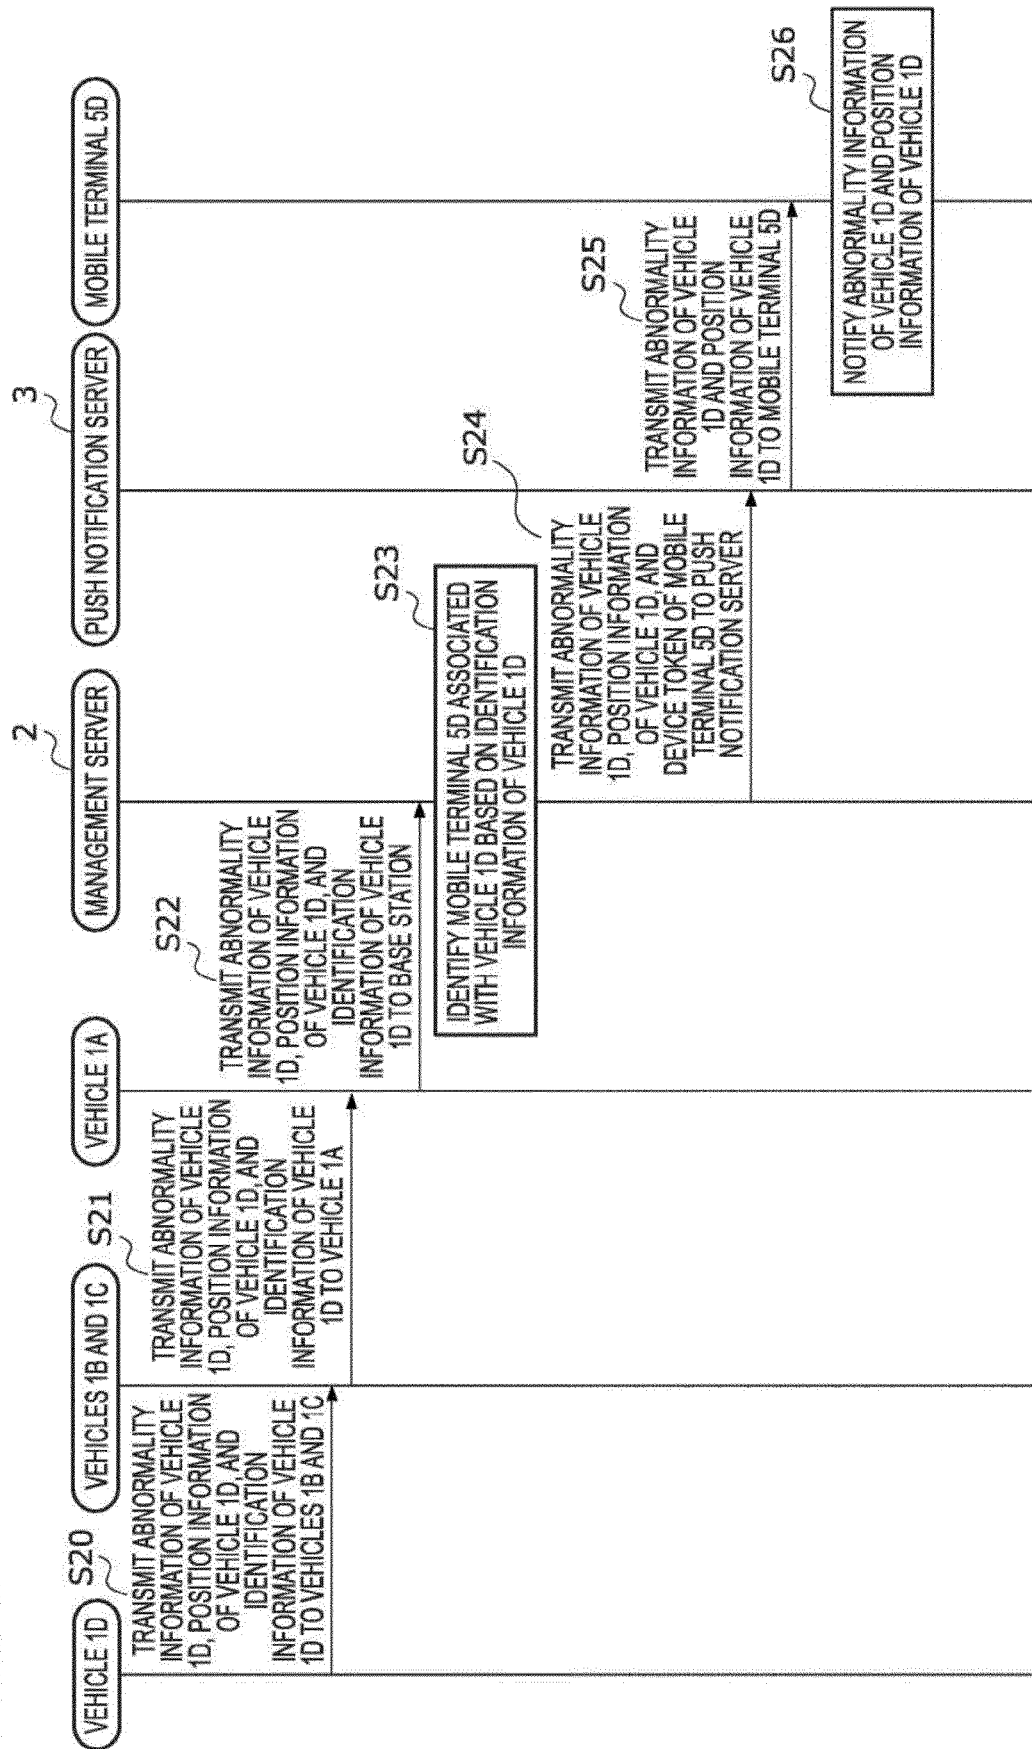 VEHICLE 1D
VEHICLES 1B AND 1C
VEHICLE 1A
2
MANAGEMENT SERVER
3
PUSH NOTIFICATION SERVER
MOBILE TERMINAL 5D
S20
TRANSMIT ABNORMALITY
INFORMATION OF VEHICLE
1D, POSITION INFORMATION
OF VEHICLE 1D, AND
IDENTIFICATION
INFORMATION OF VEHICLE
1D TO VEHICLES 1B AND 1C
S21
TRANSMIT ABNORMALITY
INFORMATION OF VEHICLE
1D, POSITION INFORMATION
OF VEHICLE 1D, AND
IDENTIFICATION
INFORMATION OF VEHICLE
1D TO VEHICLE 1A
S22
TRANSMIT ABNORMALITY
INFORMATION OF VEHICLE
1D, POSITION INFORMATION
OF VEHICLE 1D, AND
IDENTIFICATION
INFORMATION OF VEHICLE
1D TO BASE STATION
S23
IDENTIFY MOBILE TERMINAL 5D ASSOCIATED
WITH VEHICLE 1D BASED ON IDENTIFICATION
INFORMATION OF VEHICLE 1D
S24
TRANSMIT ABNORMALITY
INFORMATION OF VEHICLE
1D, POSITION INFORMATION
OF VEHICLE 1D, AND
DEVICE TOKEN OF MOBILE
TERMINAL 5D TO PUSH
NOTIFICATION SERVER
S25
TRANSMIT ABNORMALITY
INFORMATION OF VEHICLE
1D AND POSITION
INFORMATION OF VEHICLE
1D TO MOBILE TERMINAL 5D
S26
NOTIFY ABNORMALITY INFORMATION
OF VEHICLE 1D AND POSITION
INFORMATION OF VEHICLE 1D